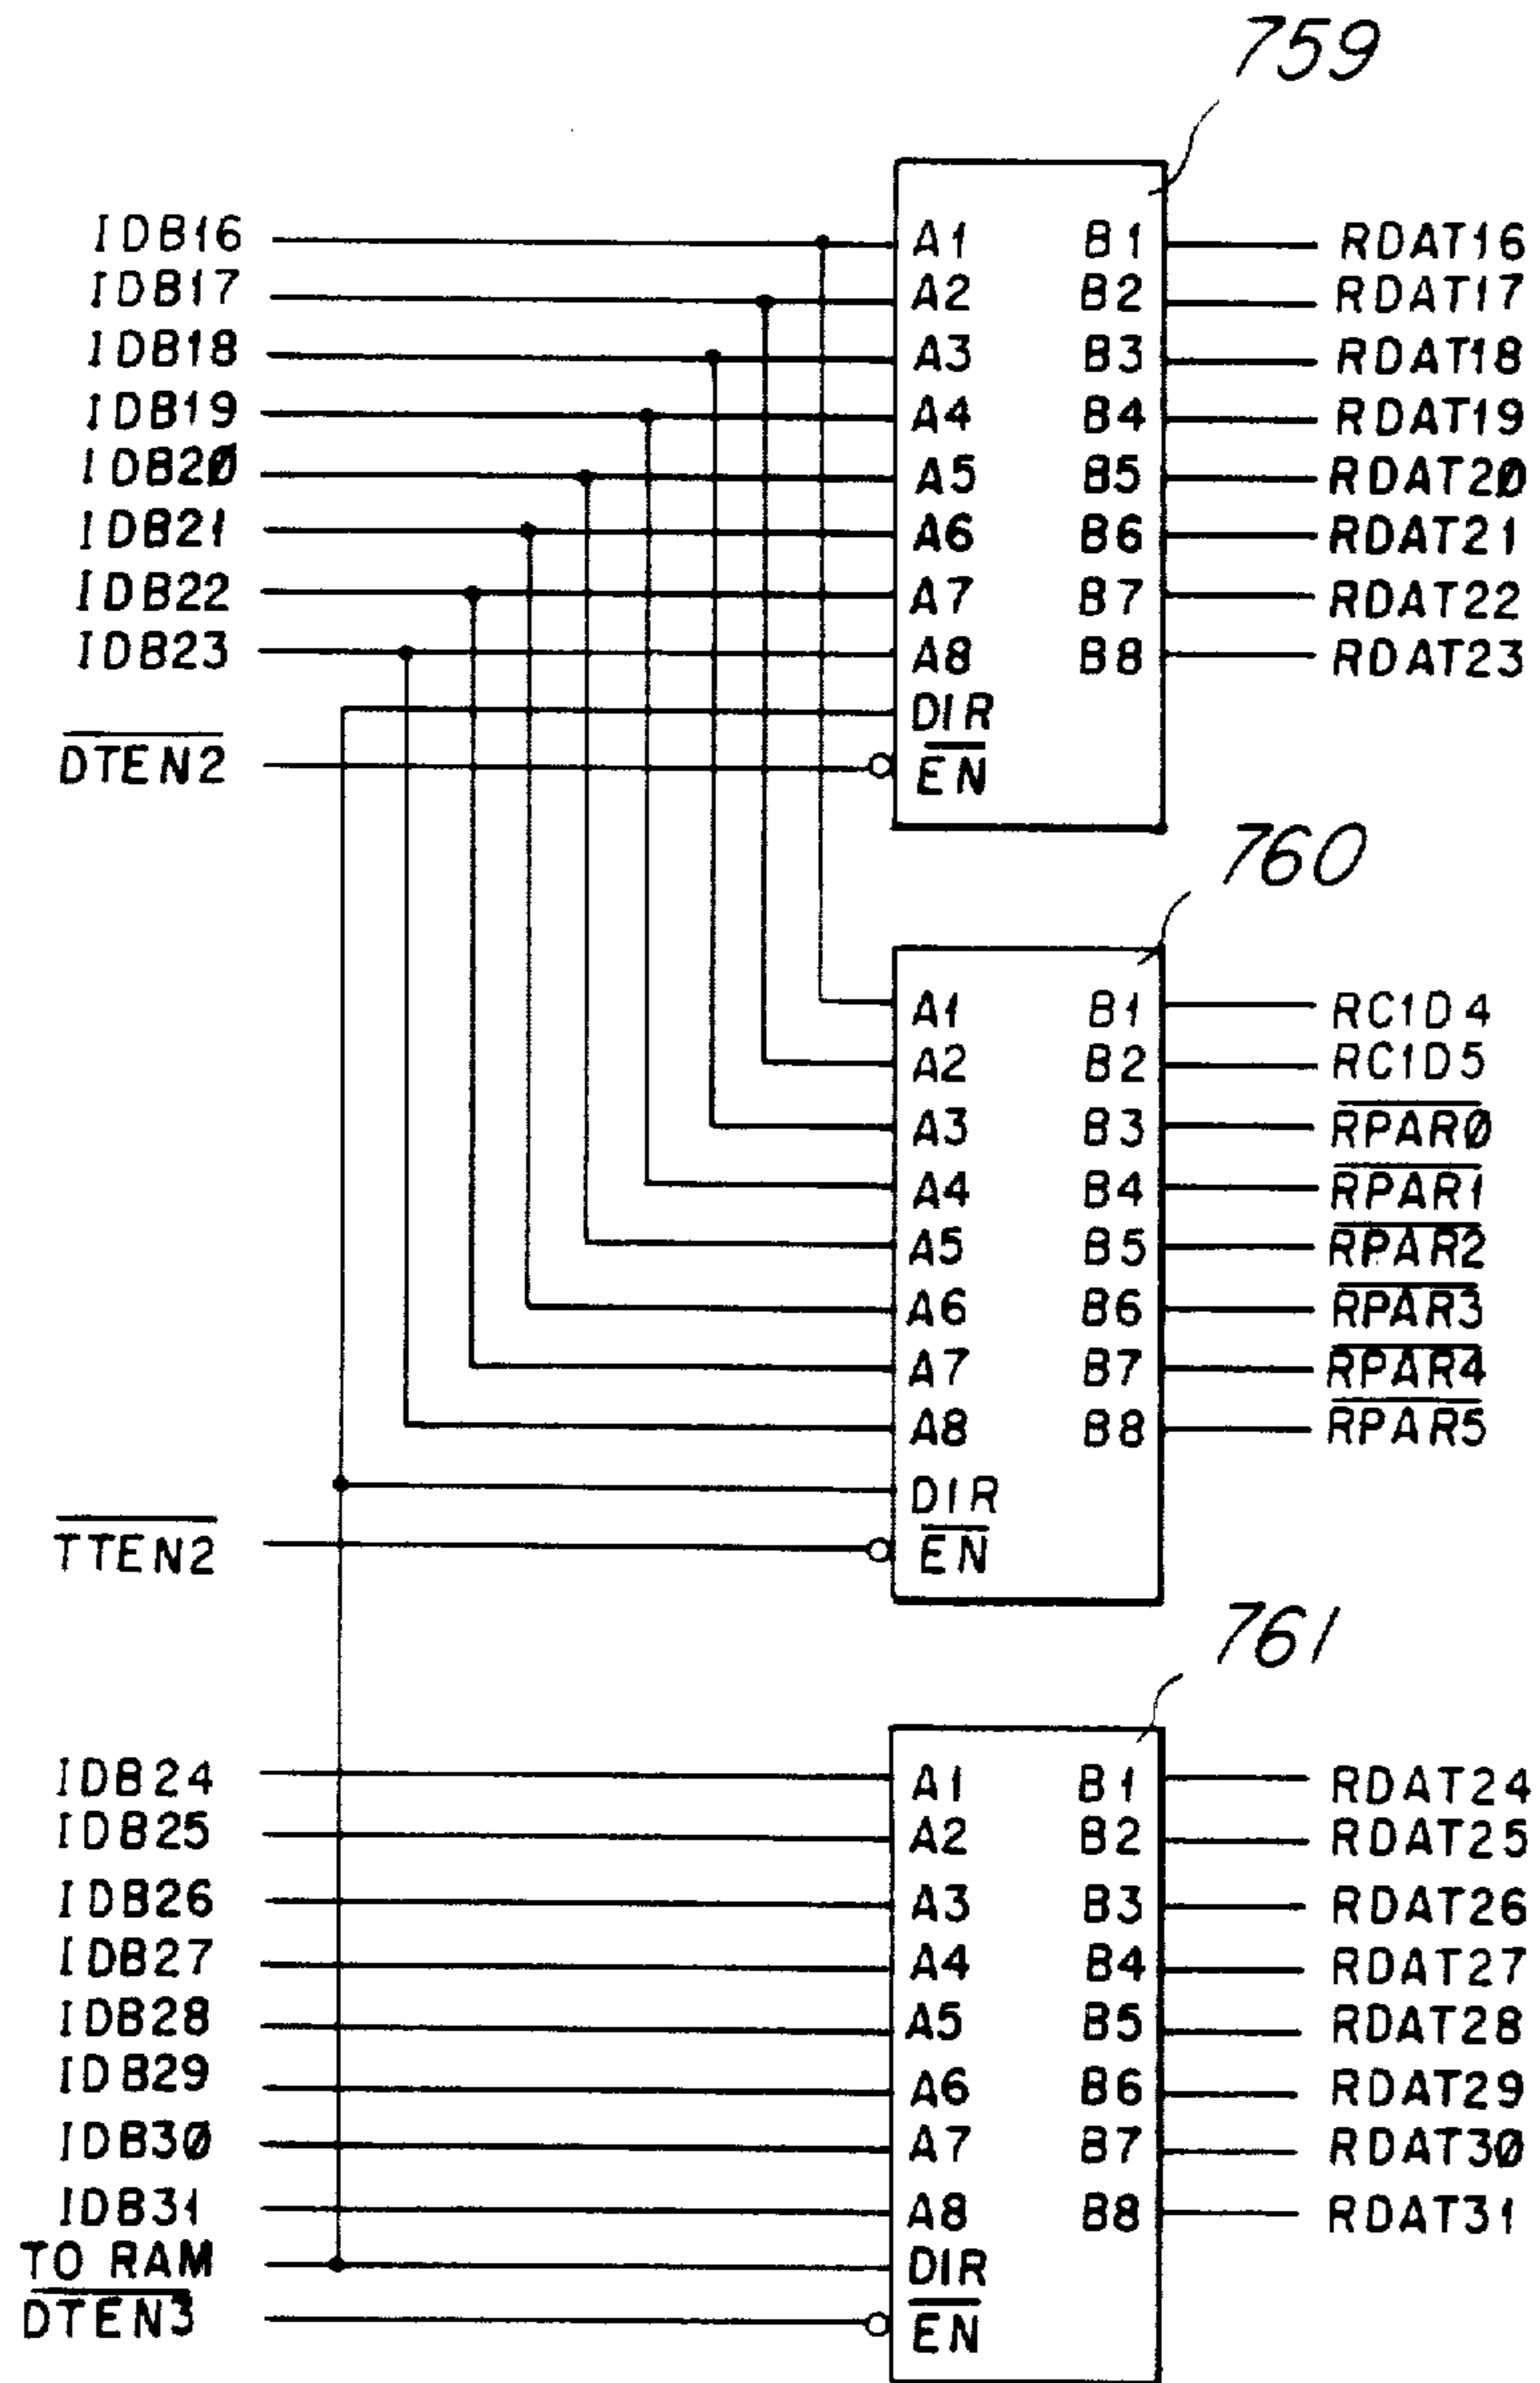 759
IDB16 A1 B1 RDAT16
IDB17 A2 B2 RDAT17
IDB18 A3 B3 RDAT18
IDB19 A4 B4 RDAT19
IDB20 A5 B5 RDAT20
IDB21 A6 B6 RDAT21
IDB22 A7 B7 RDAT22
IDB23 A8 B8 RDAT23
DIR
DTEN2 EN
760
A1 B1 RC1D4
A2 B2 RC1D5
A3 B3 RPAR0
A4 B4 RPAR1
A5 B5 RPAR2
A6 B6 RPAR3
A7 B7 RPAR4
A8 B8 RPAR5
DIR
TTEN2 EN
761
IDB24 A1 B1 RDAT24
IDB25 A2 B2 RDAT25
IDB26 A3 B3 RDAT26
IDB27 A4 B4 RDAT27
IDB28 A5 B5 RDAT28
IDB29 A6 B6 RDAT29
IDB30 A7 B7 RDAT30
IDB31 A8 B8 RDAT31
TO RAM DIR
DTEN3 EN